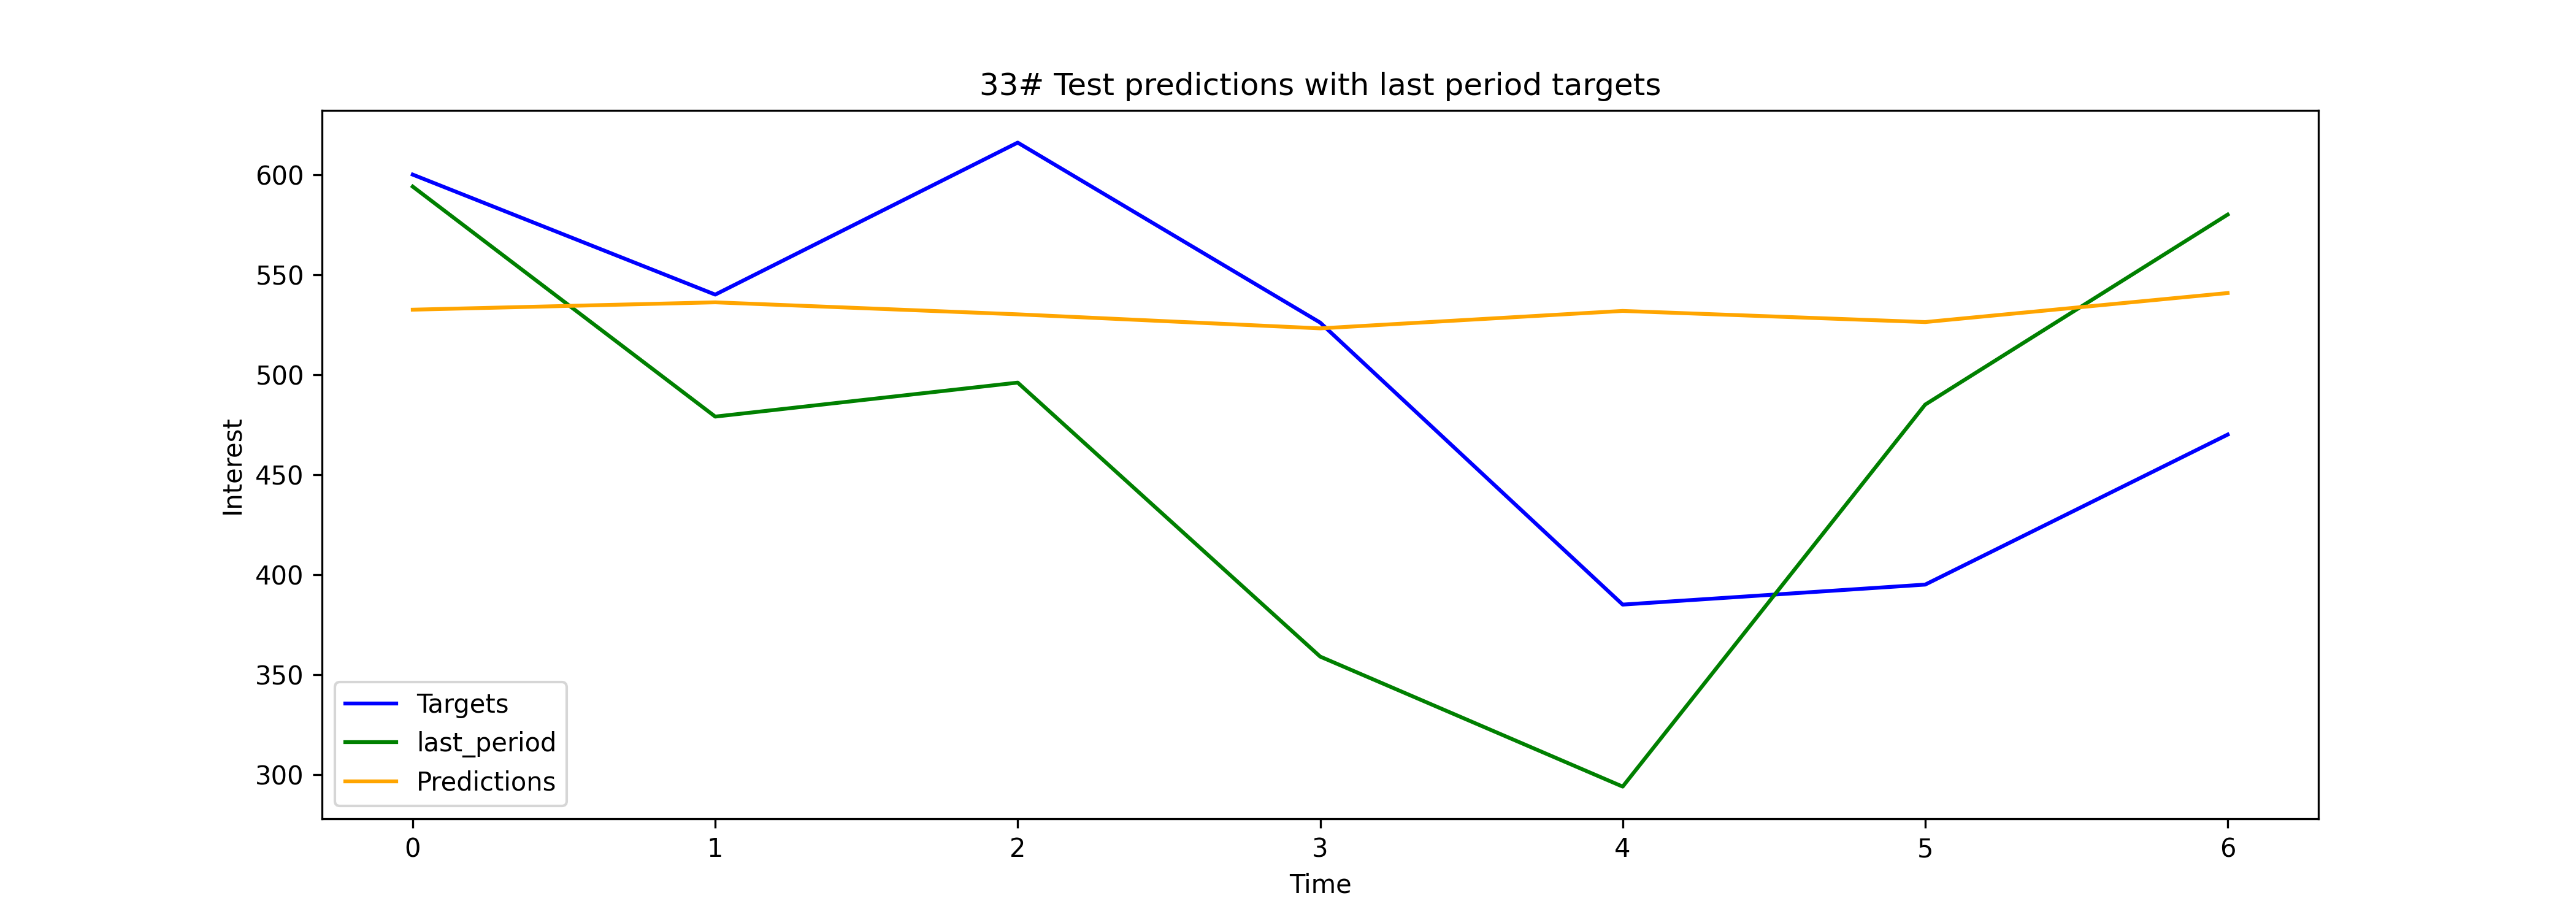 33# Test predictions with last period targets
600
550
500
450
400
350
300
Interest
Targets
last_period
Predictions
0 1 2 3 4 5 6
Time